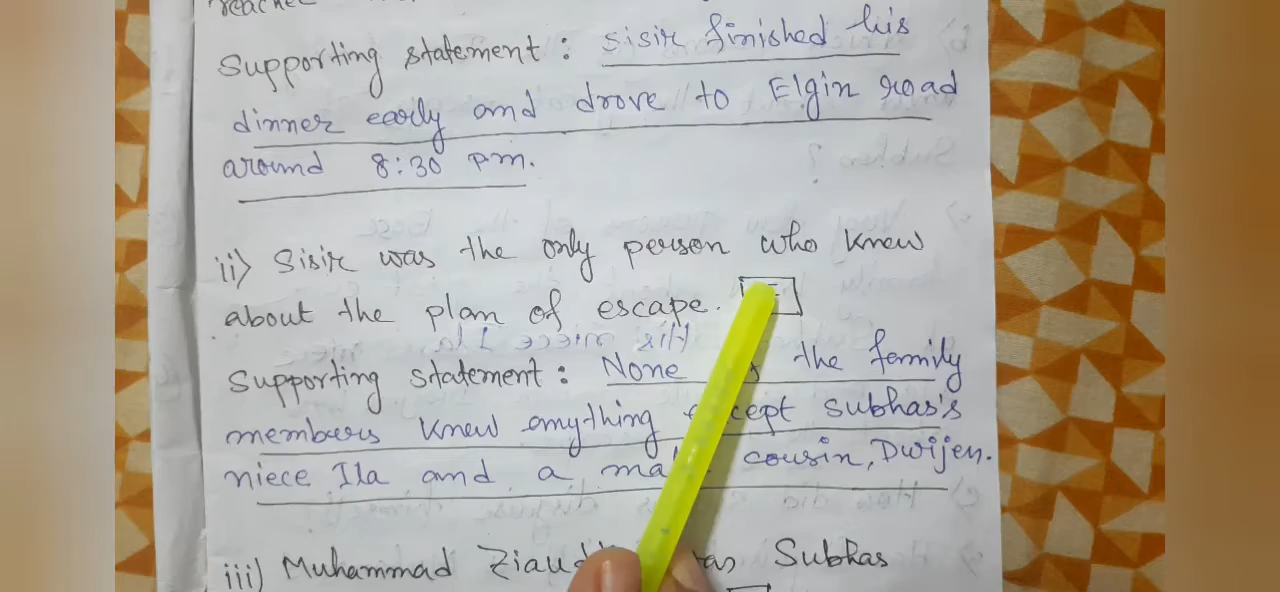 Supporting statement : Sisir finished his
dinner early and drove to Elgin road
around 8:30 pm.
ii) Sisir was the only person who knew
about the plan of escape.
Supporting statement : None the family
members knew anything except subhas's
niece Ila and a male cousin, Dwijen.
iii) Muhammad Subhas